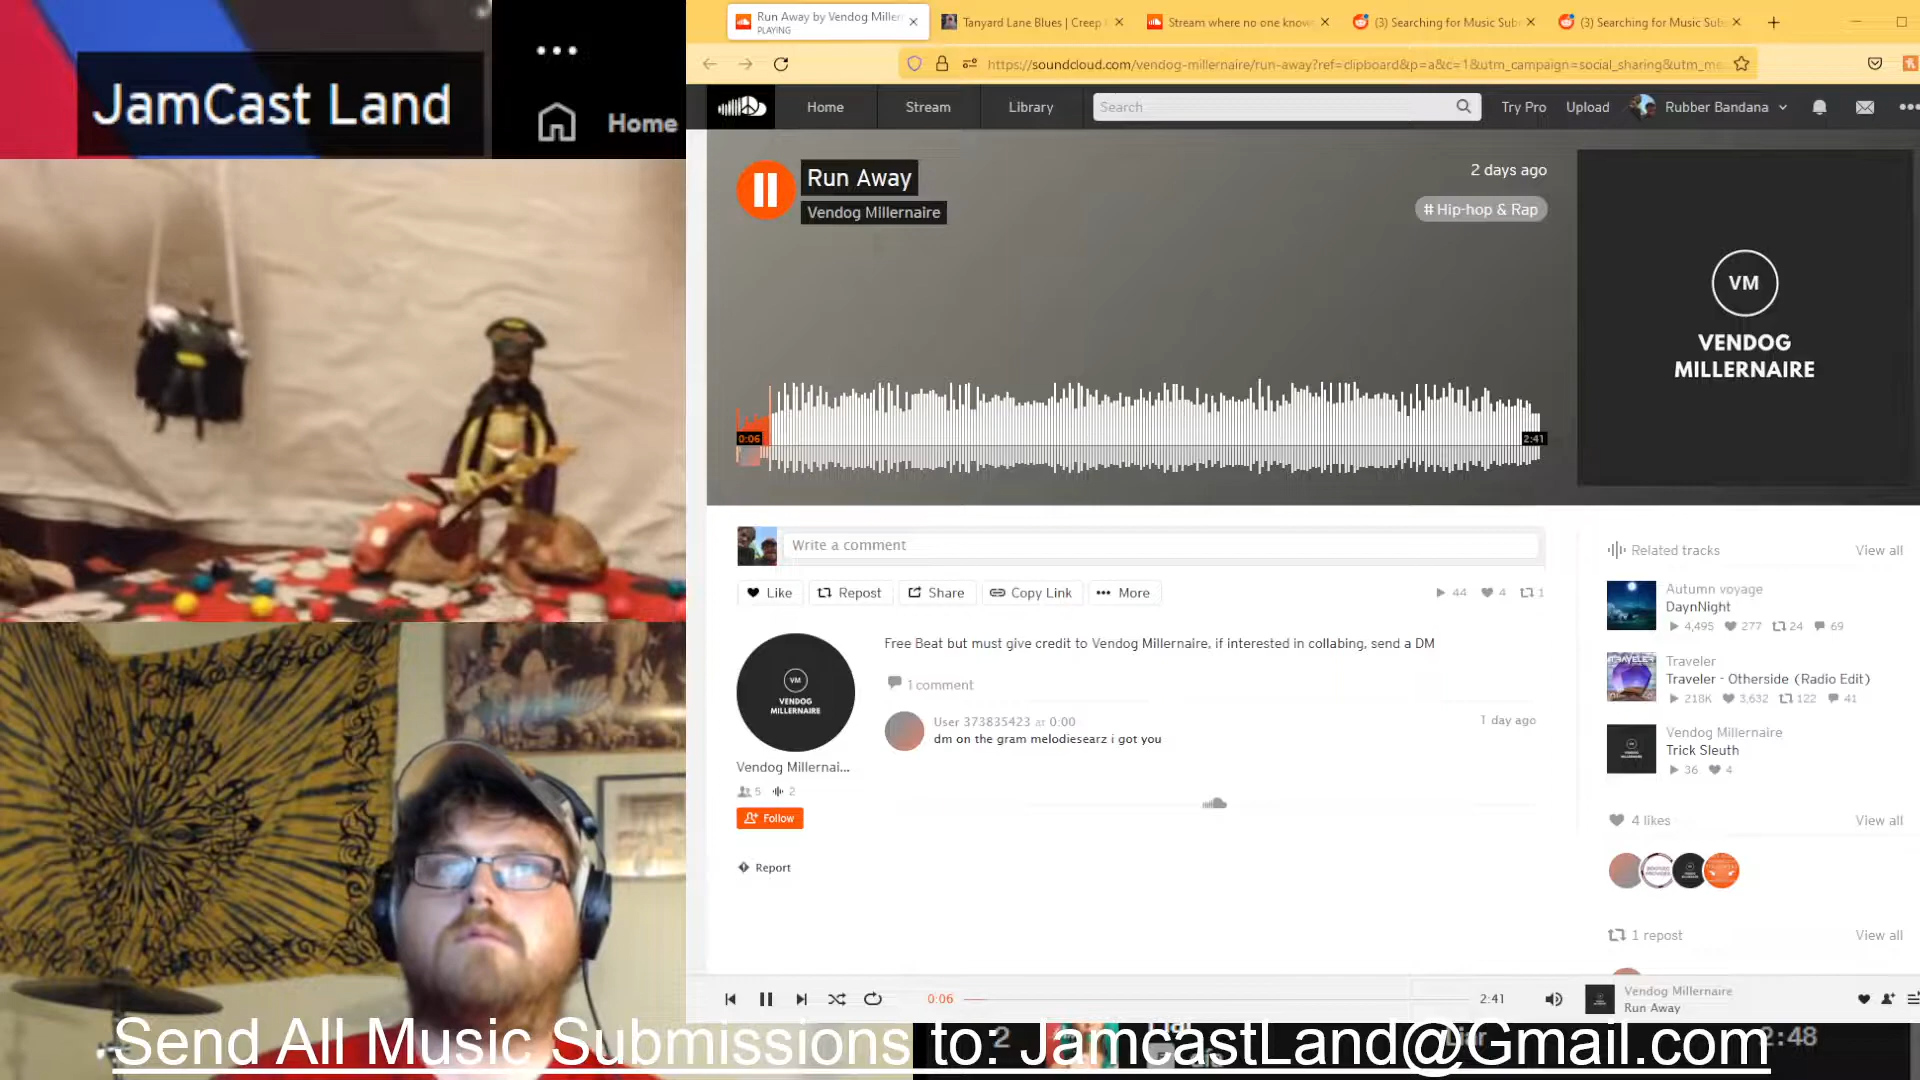 JamCast Land
Home
Run Away by Vendog Miller
PLAYING
Tanyard Lane Blues | Creep
Stream where no one know
(3) Searching for Music Sub
(3) Searching for Music Sub
https://soundcloud.com/vendog-millernaire/run-away?ref=clipboard&p=a&c=1&utm_campaign=social_sharing&utm_me
Home
Stream
Library
Search
Try Pro
Upload
Rubber Bandana
Run Away
Vendog Millernaire
2 days ago
# Hip-hop & Rap
VM
VENDOG
MILLERNAIRE
0:06
2:41
Write a comment
Like
Repost
Share
Copy Link
More
44
4
1
VM
VENDOG
MILLERNAIRE
Vendog Millernai...
5
2
Follow
Report
Free Beat but must give credit to Vendog Millernaire, if interested in collabing, send a DM
1 comment
User 373835423 at 0:00
1 day ago
dm on the gram melodiesearz i got you
Related tracks
View all
Autumn voyage
DaynNight
4,495 277 24 69
Traveler
Traveler - Otherside (Radio Edit)
218K 3,632 122 41
Vendog Millernaire
Trick Sleuth
36 4
4 likes
View all
1 repost
View all
0:06
2:41
Vendog Millernaire
Run Away
Send All Music Submissions to: JamcastLand@Gmail.com
2
2:48